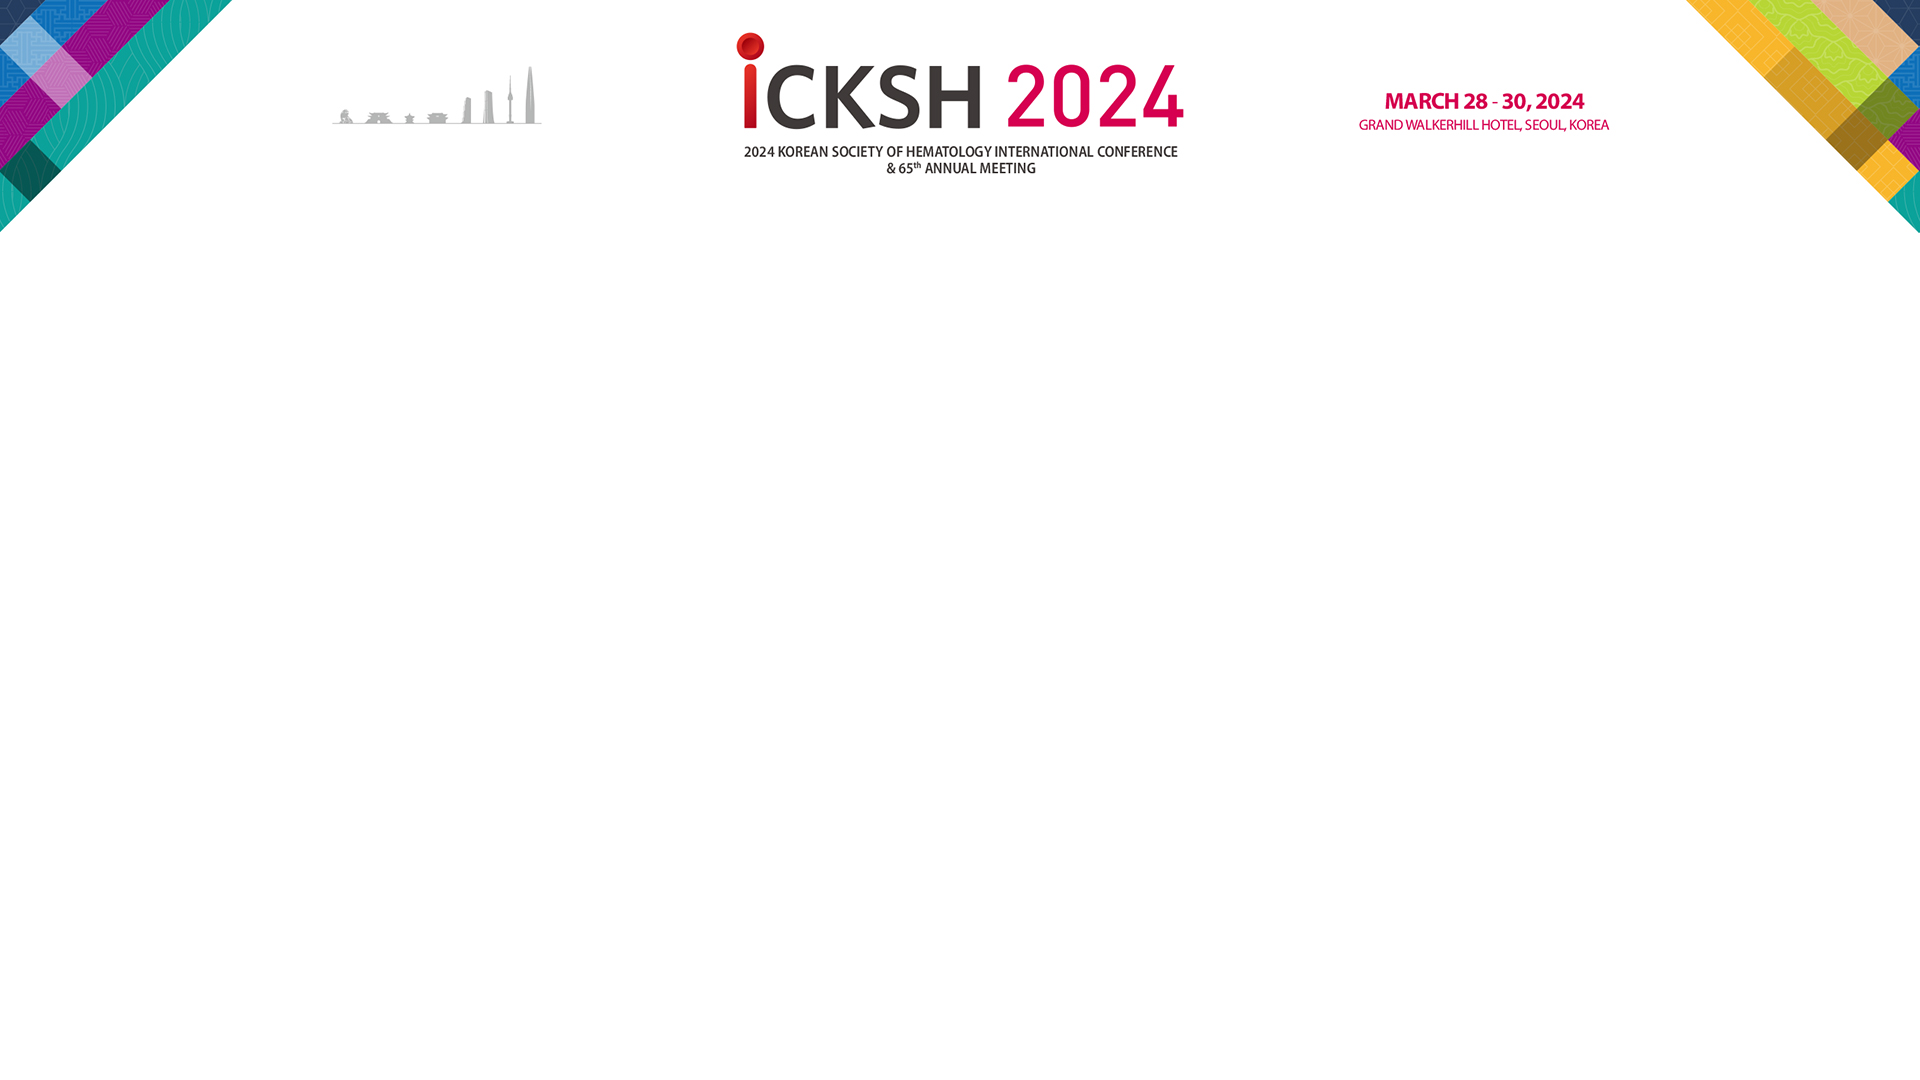 iCKSH 2024
2024 KOREAN SOCIETY OF HEMATOLOGY INTERNATIONAL CONFERENCE
& 65th ANNUAL MEETING
MARCH 28 - 30, 2024
GRAND WALKERHILL HOTEL, SEOUL, KOREA